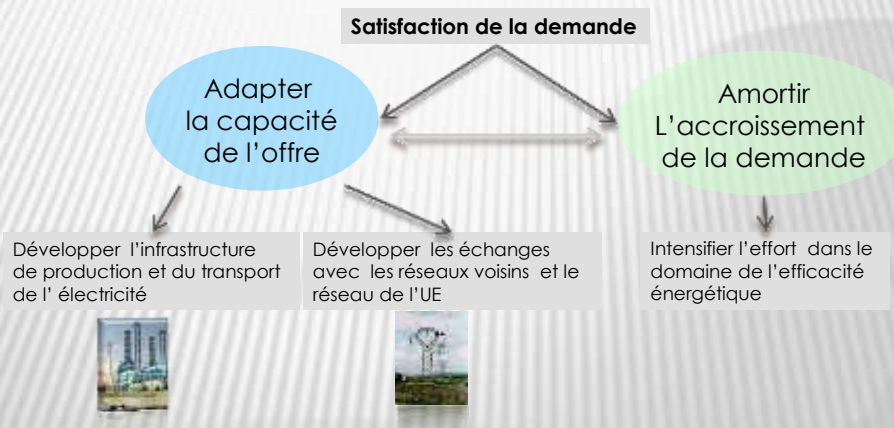 Satisfaction de la demande
Adapter
la capacité
de l'offre
Amortir
L'accroissement
de la demande
Développer l'infrastructure
de production et du transport
de l' électricité
Développer les échanges
avec les réseaux voisins et le
réseau de l'UE
Intensifier l'effort dans le
domaine de l'efficacité
énergétique